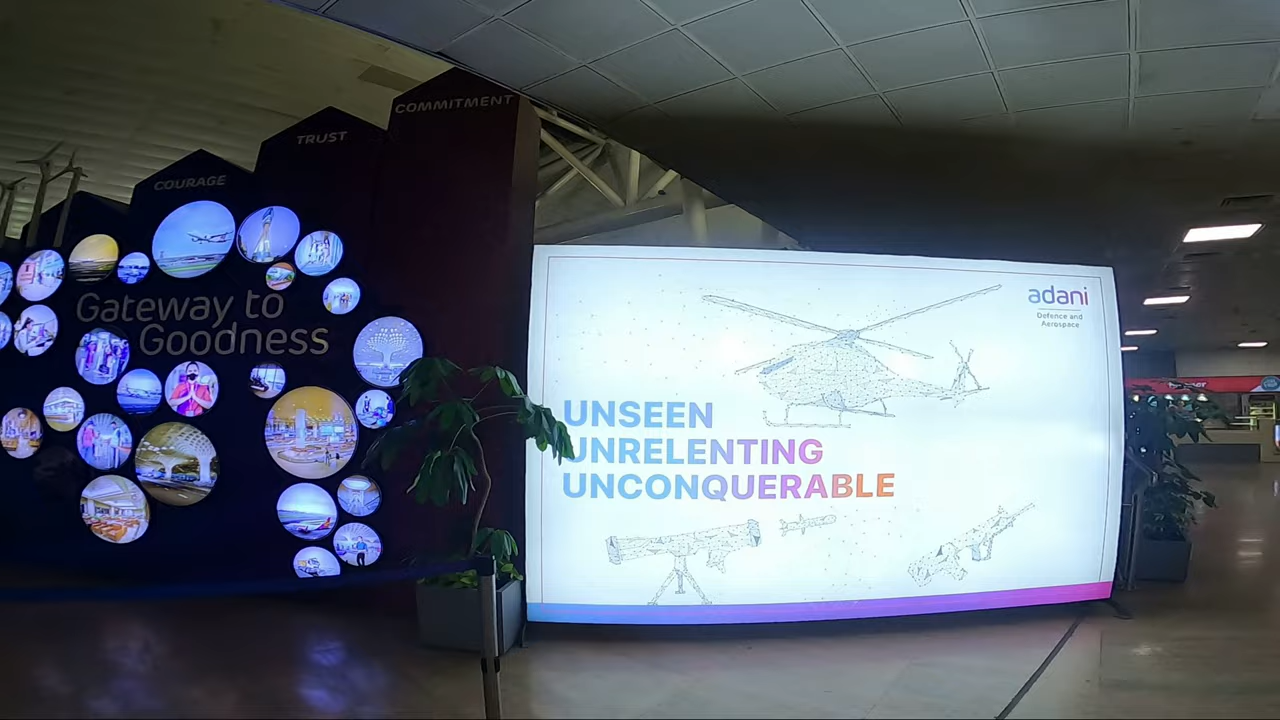 COMMITMENT
TRUST
COURAGE
Gateway to
Goodness
adani
Defence and
Aerospace
UNSEEN
UNRELENTING
UNCONQUERABLE